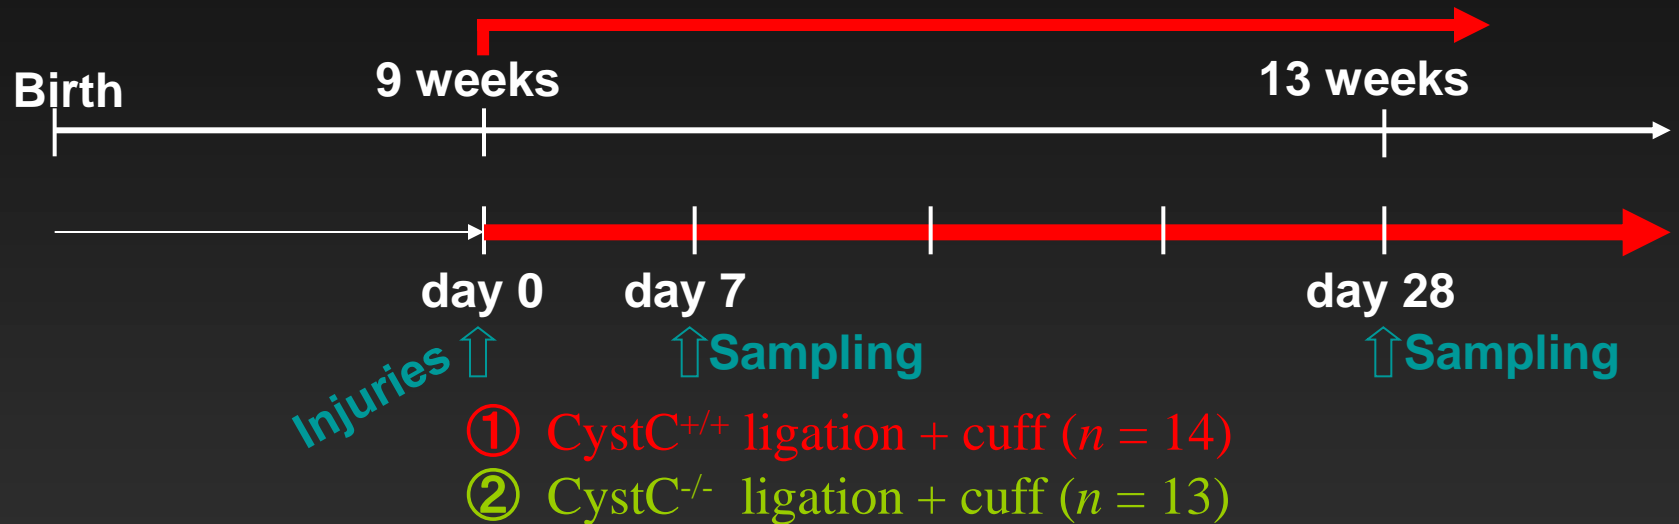 Birth
9 weeks
13 weeks
day 0
day 7
day 28
Injuries
Sampling
Sampling
① CystC+/+ ligation + cuff (n = 14)
② CystC-/- ligation + cuff (n = 13)